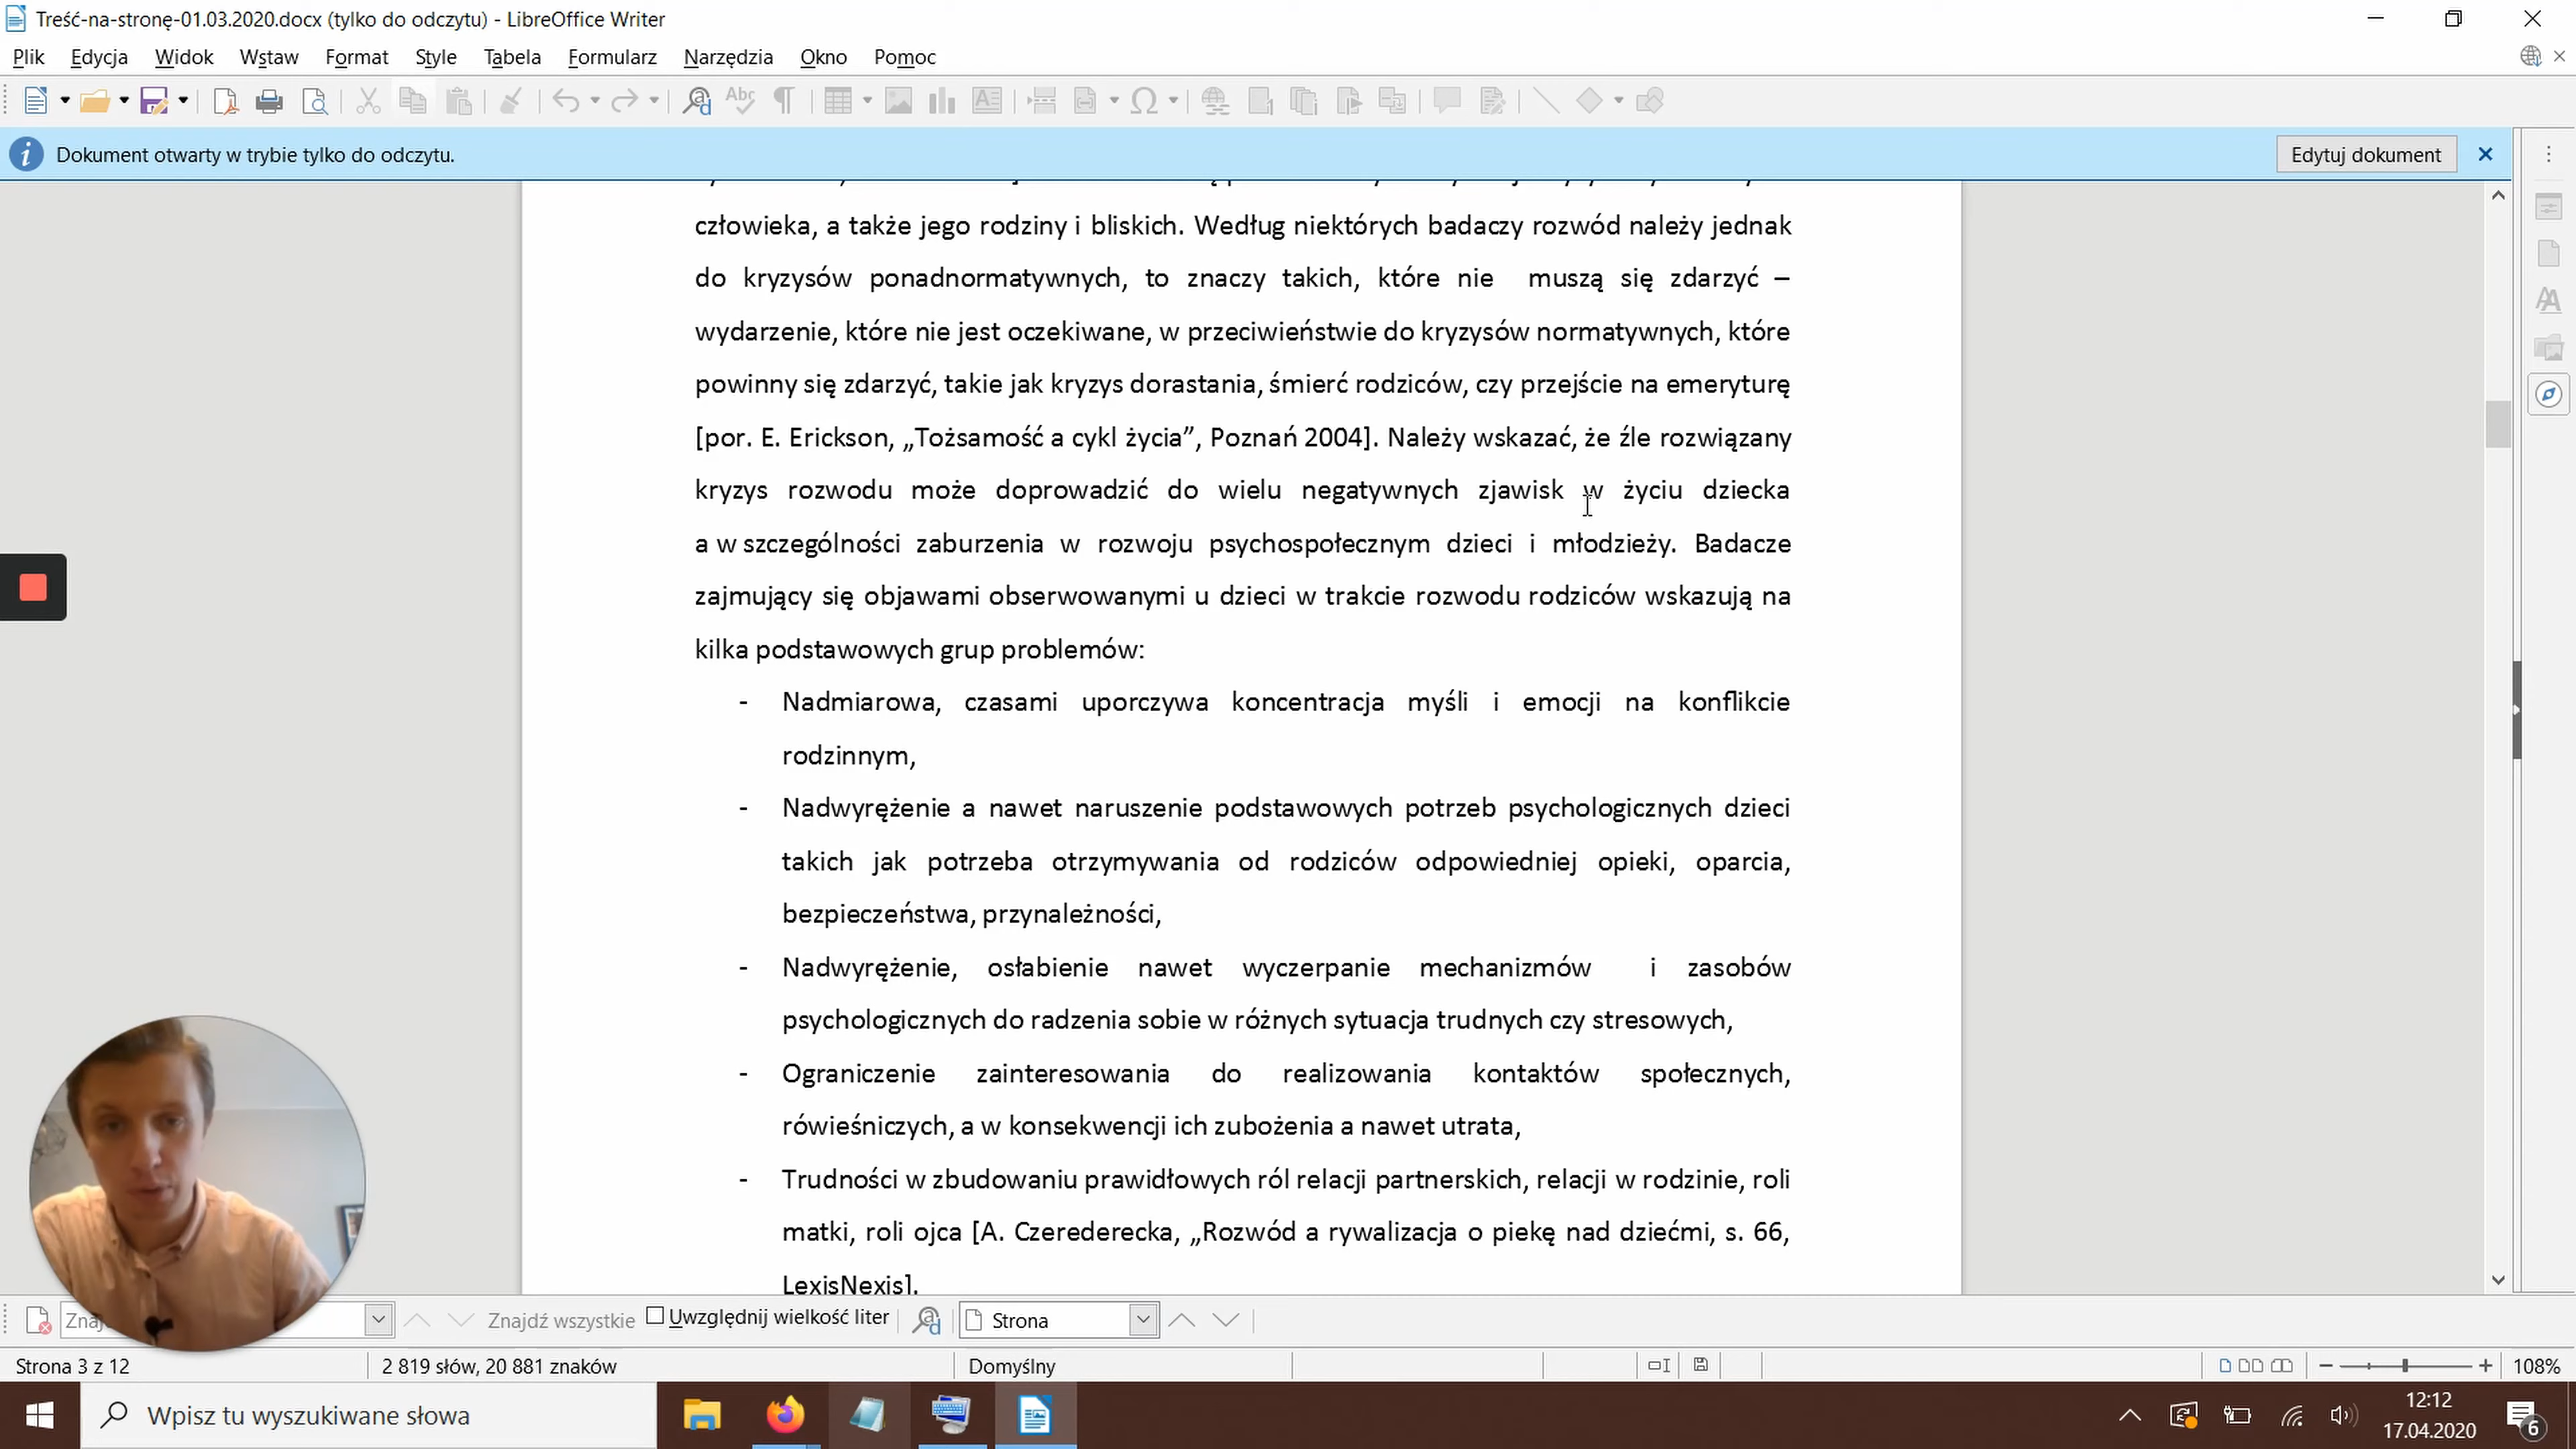 Treść-na-stronę-01.03.2020.docx (tylko do odczytu) - LibreOffice Writer
Plik Edycja Widok Wstaw Format Style Tabela Formularz Narzędzia Okno Pomoc
Dokument otwarty w trybie tylko do odczytu.
Edytuj dokument
człowieka, a także jego rodziny i bliskich. Według niektórych badaczy rozwód należy jednak
do kryzysów ponadnormatywnych, to znaczy takich, które nie muszą się zdarzyć –
wydarzenie, które nie jest oczekiwane, w przeciwieństwie do kryzysów normatywnych, które
powinny się zdarzyć, takie jak kryzys dorastania, śmierć rodziców, czy przejście na emeryturę
[por. E. Erickson, „Tożsamość a cykl życia”, Poznań 2004]. Należy wskazać, że źle rozwiązany
kryzys rozwodu może doprowadzić do wielu negatywnych zjawisk w życiu dziecka
a w szczególności zaburzenia w rozwoju psychospołecznym dzieci i młodzieży. Badacze
zajmujący się objawami obserwowanymi u dzieci w trakcie rozwodu rodziców wskazują na
kilka podstawowych grup problemów:
- Nadmiarowa, czasami uporczywa koncentracja myśli i emocji na konflikcie
rodzinnym,
- Nadwyrężenie a nawet naruszenie podstawowych potrzeb psychologicznych dzieci
takich jak potrzeba otrzymywania od rodziców odpowiedniej opieki, oparcia,
bezpieczeństwa, przynależności,
- Nadwyrężenie, osłabienie nawet wyczerpanie mechanizmów i zasobów
psychologicznych do radzenia sobie w różnych sytuacja trudnych czy stresowych,
- Ograniczenie zainteresowania do realizowania kontaktów społecznych,
rówieśniczych, a w konsekwencji ich zubożenia a nawet utrata,
- Trudności w zbudowaniu prawidłowych ról relacji partnerskich, relacji w rodzinie, roli
matki, roli ojca [A. Czerederecka, „Rozwód a rywalizacja o piekę nad dziećmi, s. 66,
LexisNexis].
Znajdź wszystkie Uwzględnij wielkość liter Strona
Strona 3 z 12 2 819 słów, 20 881 znaków Domyślny 108%
Wpisz tu wyszukiwane słowa
12:12
17.04.2020
6